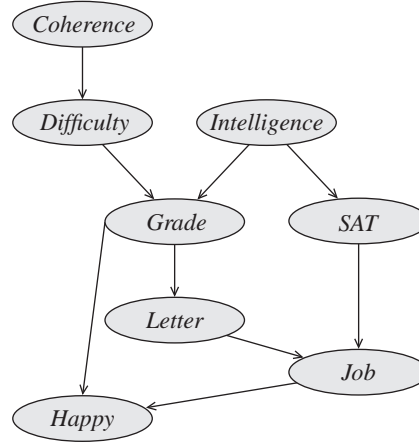 Coherence
Difficulty
Intelligence
Grade
SAT
Letter
Job
Happy